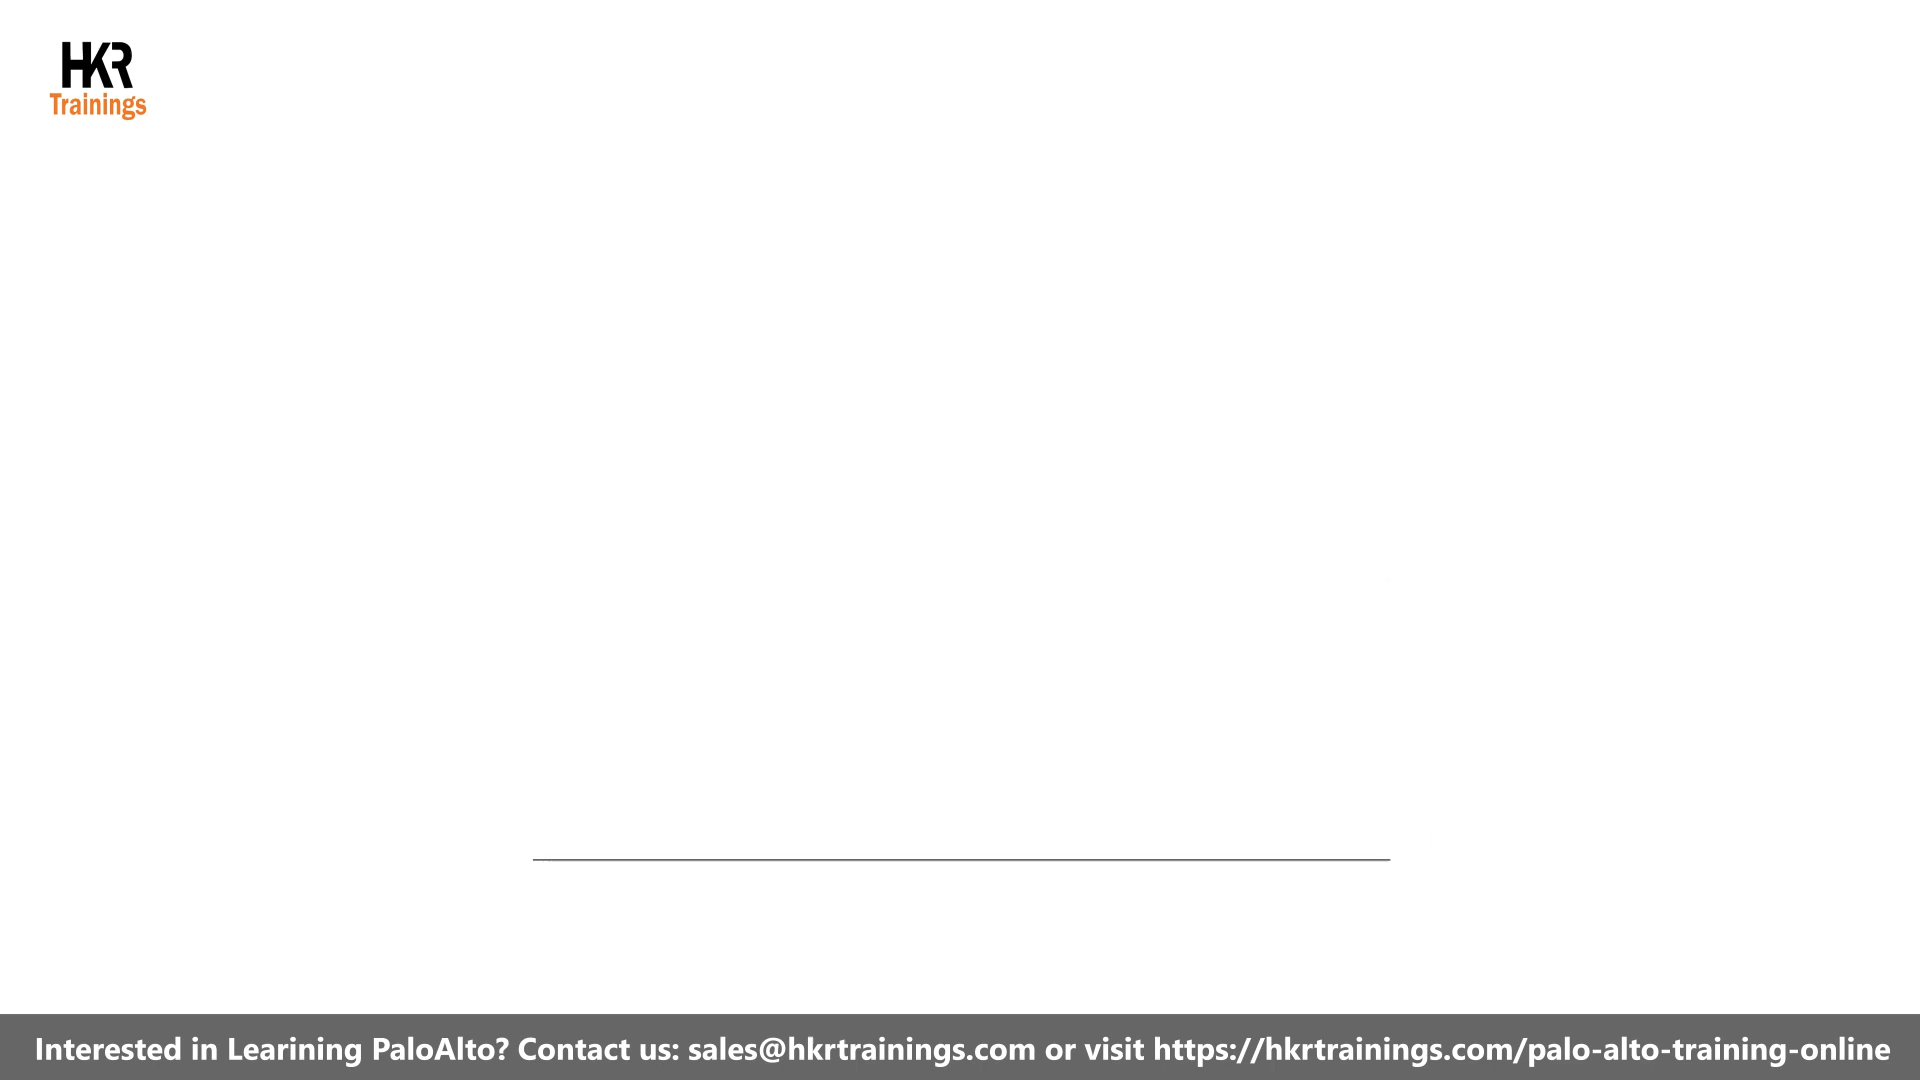 HKR
Trainings
Interested in Learining PaloAlto? Contact us: sales@hkrtrainings.com or visit https://hkrtrainings.com/palo-alto-training-online